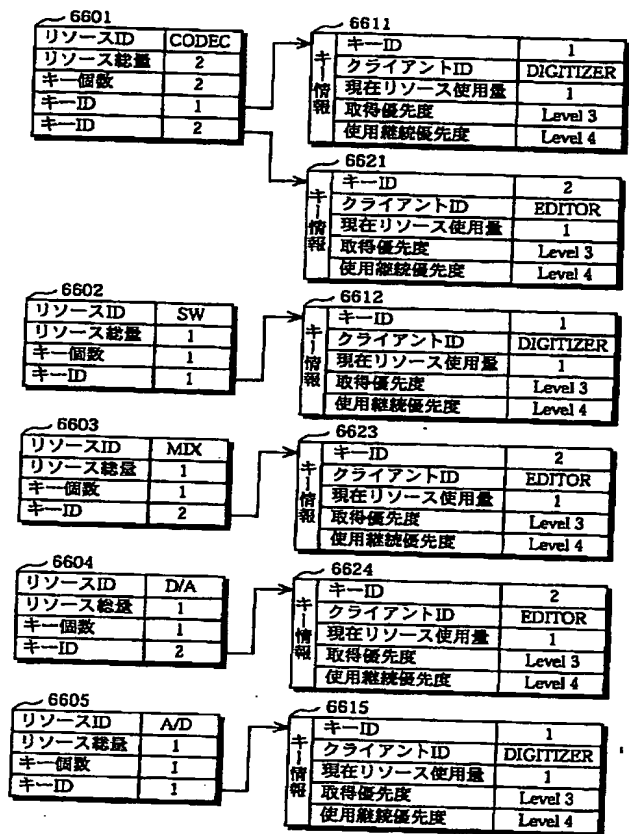 6601
リソースID CODEC
リソース総量 2
キー個数 2
キーID 1
キーID 2
6611
キー情報
キーID 1
クライアントID DIGITIZER
現在リソース使用量 1
取得優先度 Level 3
使用継続優先度 Level 4
6621
キー情報
キーID 2
クライアントID EDITOR
現在リソース使用量 1
取得優先度 Level 3
使用継続優先度 Level 4
6602
リソースID SW
リソース総量 1
キー個数 1
キーID 1
6612
キー情報
キーID 1
クライアントID DIGITIZER
現在リソース使用量 1
取得優先度 Level 3
使用継続優先度 Level 4
6603
リソースID MIX
リソース総量 1
キー個数 1
キーID 2
6623
キー情報
キーID 2
クライアントID EDITOR
現在リソース使用量 1
取得優先度 Level 3
使用継続優先度 Level 4
6604
リソースID D/A
リソース総量 1
キー個数 1
キーID 2
6624
キー情報
キーID 2
クライアントID EDITOR
現在リソース使用量 1
取得優先度 Level 3
使用継続優先度 Level 4
6605
リソースID A/D
リソース総量 1
キー個数 1
キーID 1
6615
キー情報
キーID 1
クライアントID DIGITIZER
現在リソース使用量 1
取得優先度 Level 3
使用継続優先度 Level 4